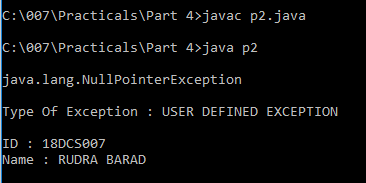 C:\007\Practicals\Part 4>javac p2.java
C:\007\Practicals\Part 4>java p2
java.lang.NullPointerException
Type Of Exception : USER DEFINED EXCEPTION
ID : 18DCS007
Name : RUDRA BARAD